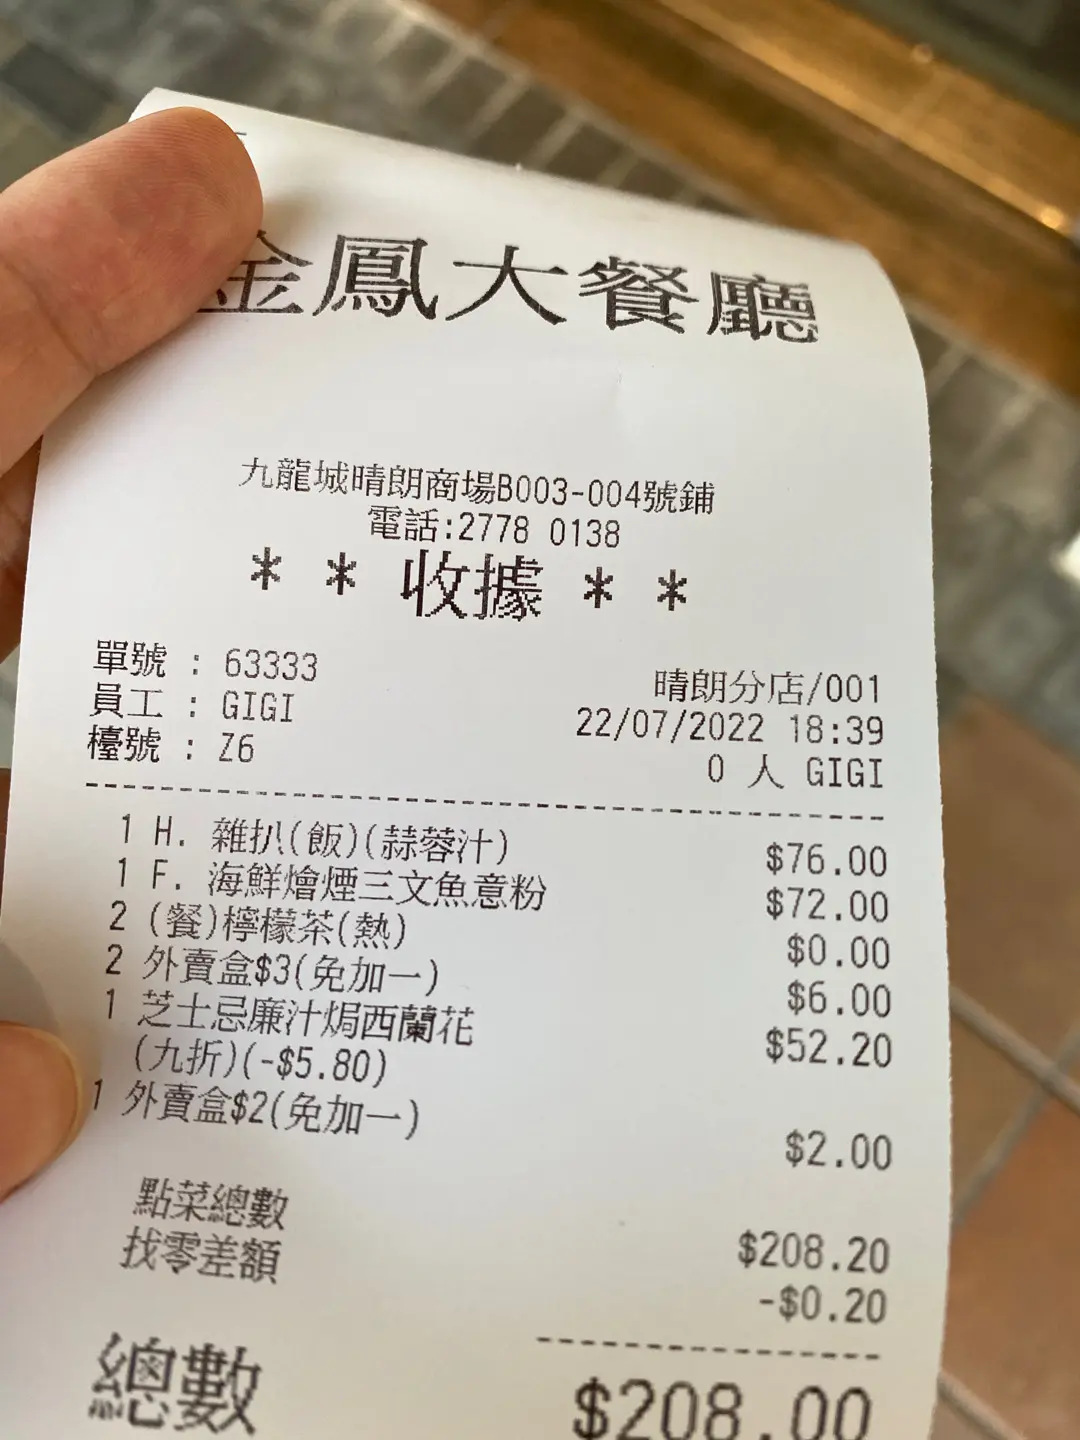 金鳳大餐廳
九龍城晴朗商場B003-004號鋪
電話:2778 0138
* * 收據 * *
單號 : 63333
晴朗分店/001
員工 : GIGI
22/07/2022 18:39
檯號 : Z6
0 人 GIGI
1 H. 雜扒(飯)(蒜蓉汁) $76.00
1 F. 海鮮燴煙三文魚意粉 $72.00
2 (餐)檸檬茶(熱) $0.00
2 外賣盒$3(免加一) $6.00
1 芝士忌廉汁焗西蘭花 $52.20
(九折)(-$5.80)
1 外賣盒$2(免加一) $2.00
點菜總數 $208.20
找零差額 -$0.20
總數 $208.00